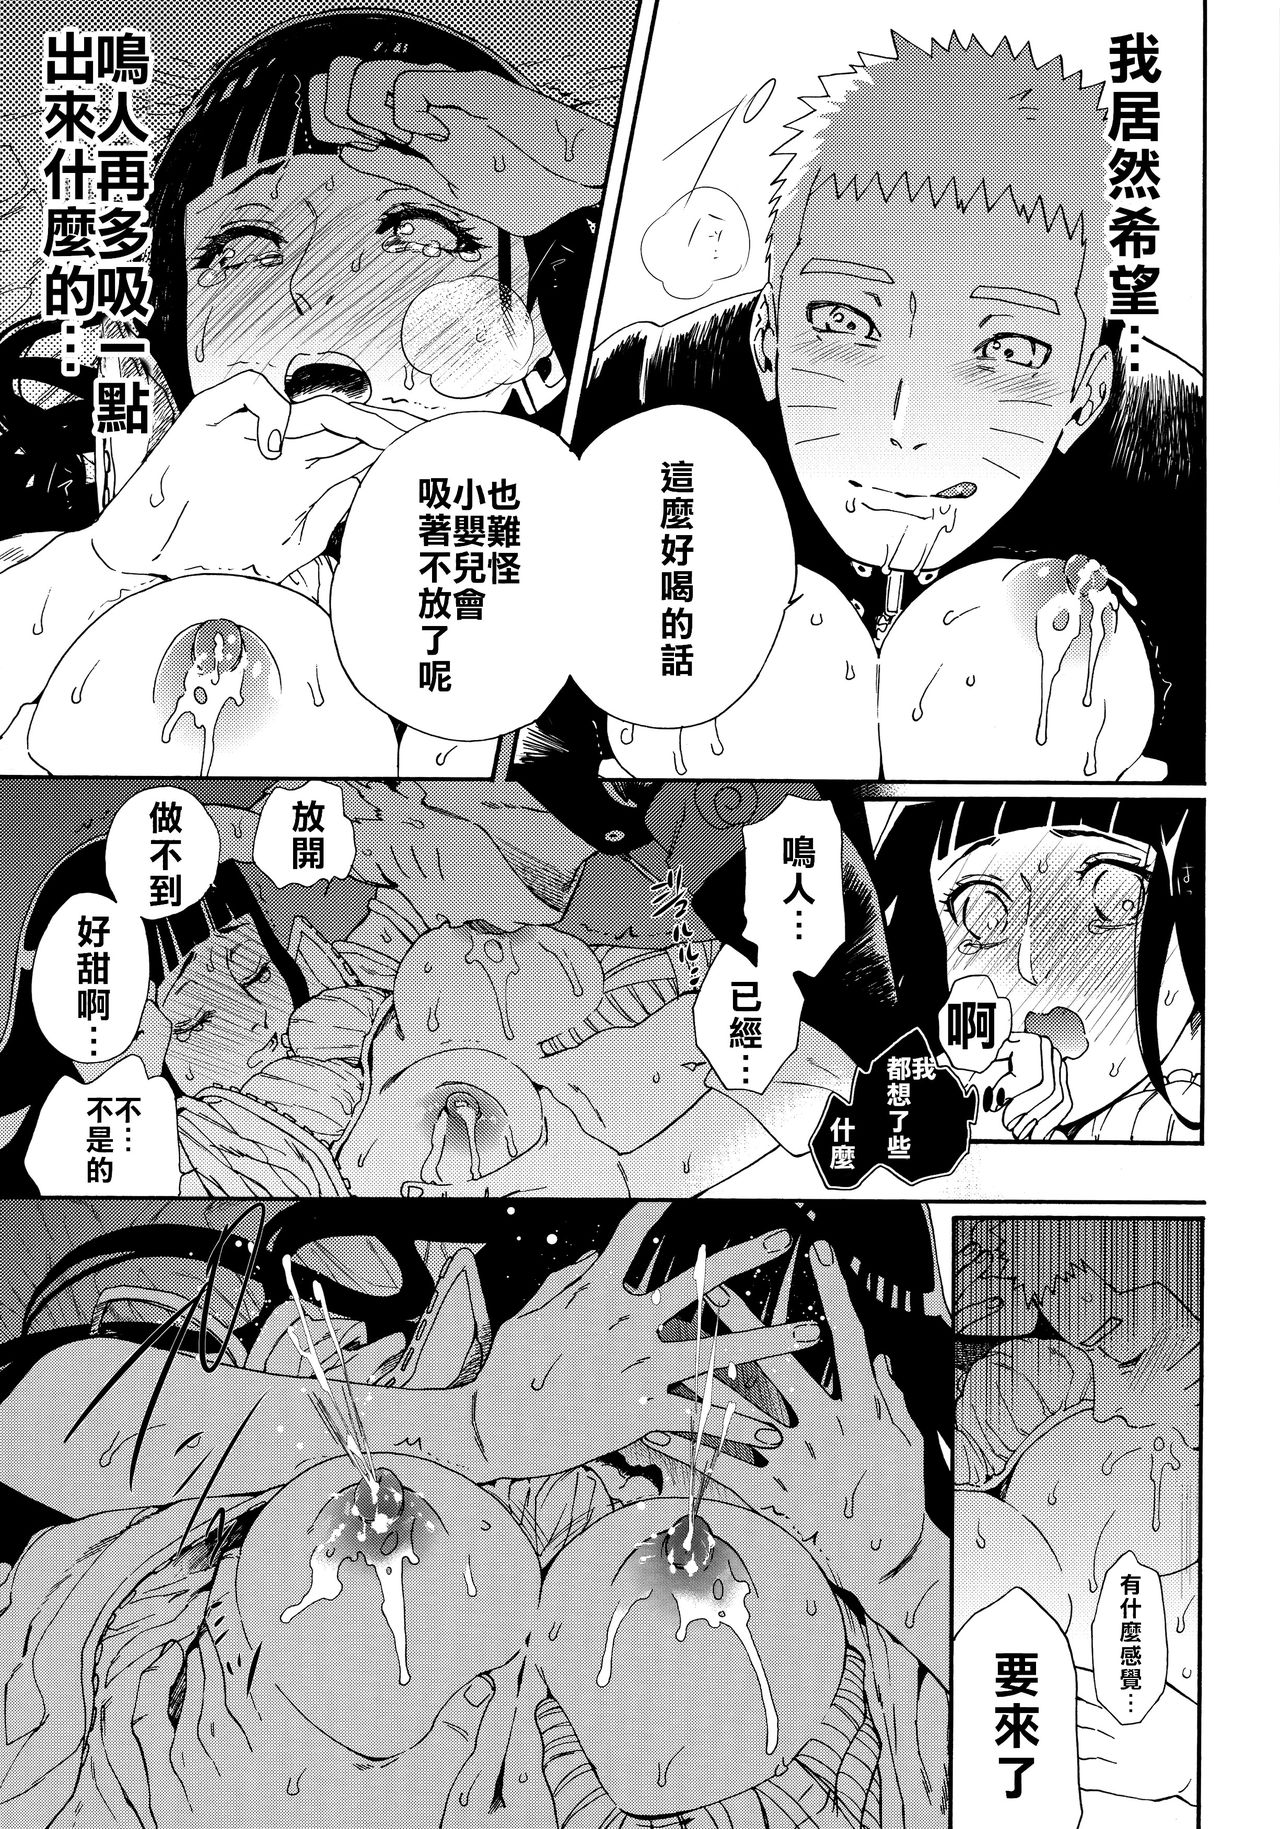 這麼好喝的話
也難怪
小嬰兒會
吸著不放了呢
我居然希望…
鳴人再多吸一點
出來什麼的…
啊
我
都想了些
什麼
鳴人…
已經…
放開
做不到
好甜啊…
不…
不是的
有什麼感覺…
要來了